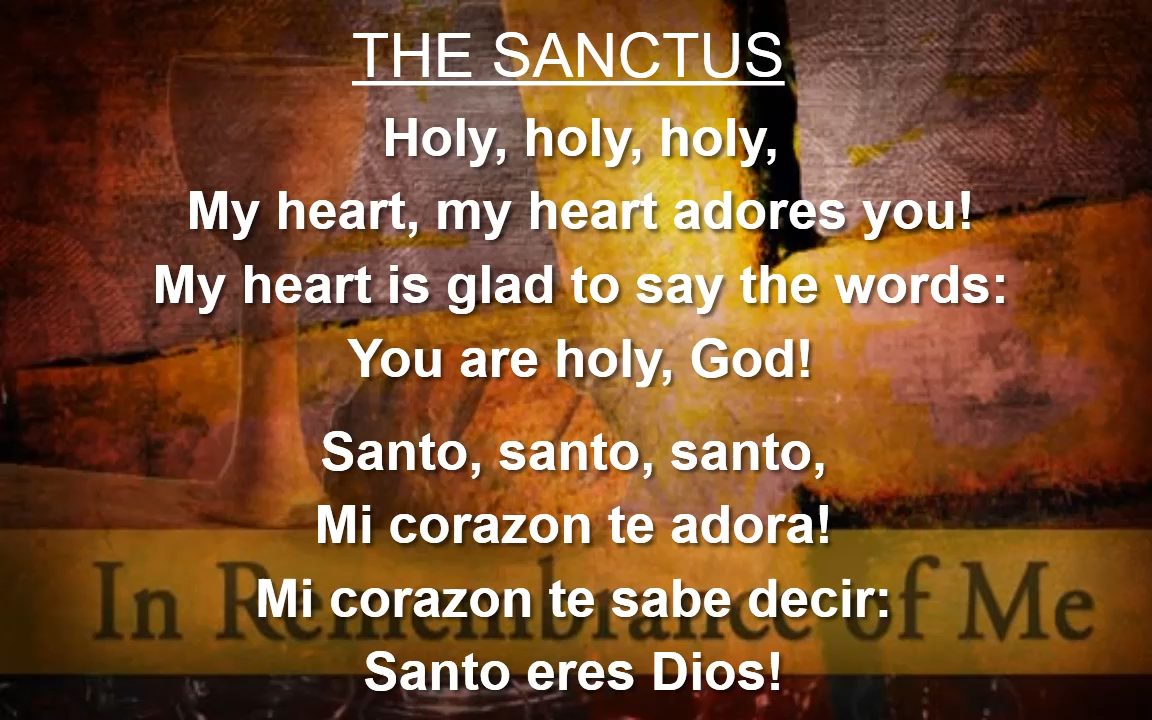 THE SANCTUS
Holy, holy, holy,
My heart, my heart adores you!
My heart is glad to say the words:
You are holy, God!
Santo, santo, santo,
Mi corazon te adora!
Mi corazon te sabe decir:
Santo eres Dios!
In Remembrance of Me